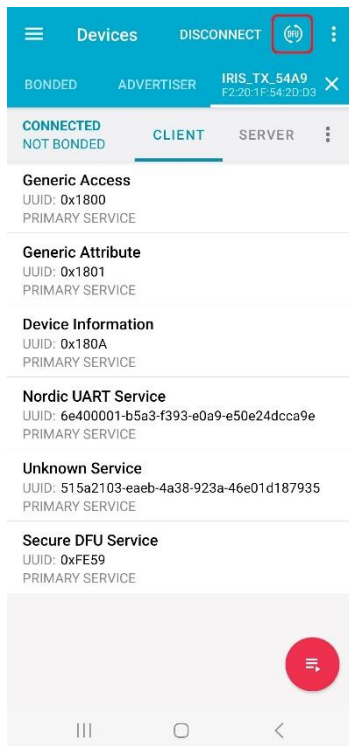 Devices DISCONNECT DFU
BONDED ADVERTISER IRIS_TX_54A9
F2:20:1F:54:2D:D3
CONNECTED
NOT BONDED CLIENT SERVER
Generic Access
UUID: 0x1800
PRIMARY SERVICE
Generic Attribute
UUID: 0x1801
PRIMARY SERVICE
Device Information
UUID: 0x180A
PRIMARY SERVICE
Nordic UART Service
UUID: 6e400001-b5a3-f393-e0a9-e50e24dcca9e
PRIMARY SERVICE
Unknown Service
UUID: 515a2103-eaeb-4a38-923a-46e01d187935
PRIMARY SERVICE
Secure DFU Service
UUID: 0xFE59
PRIMARY SERVICE